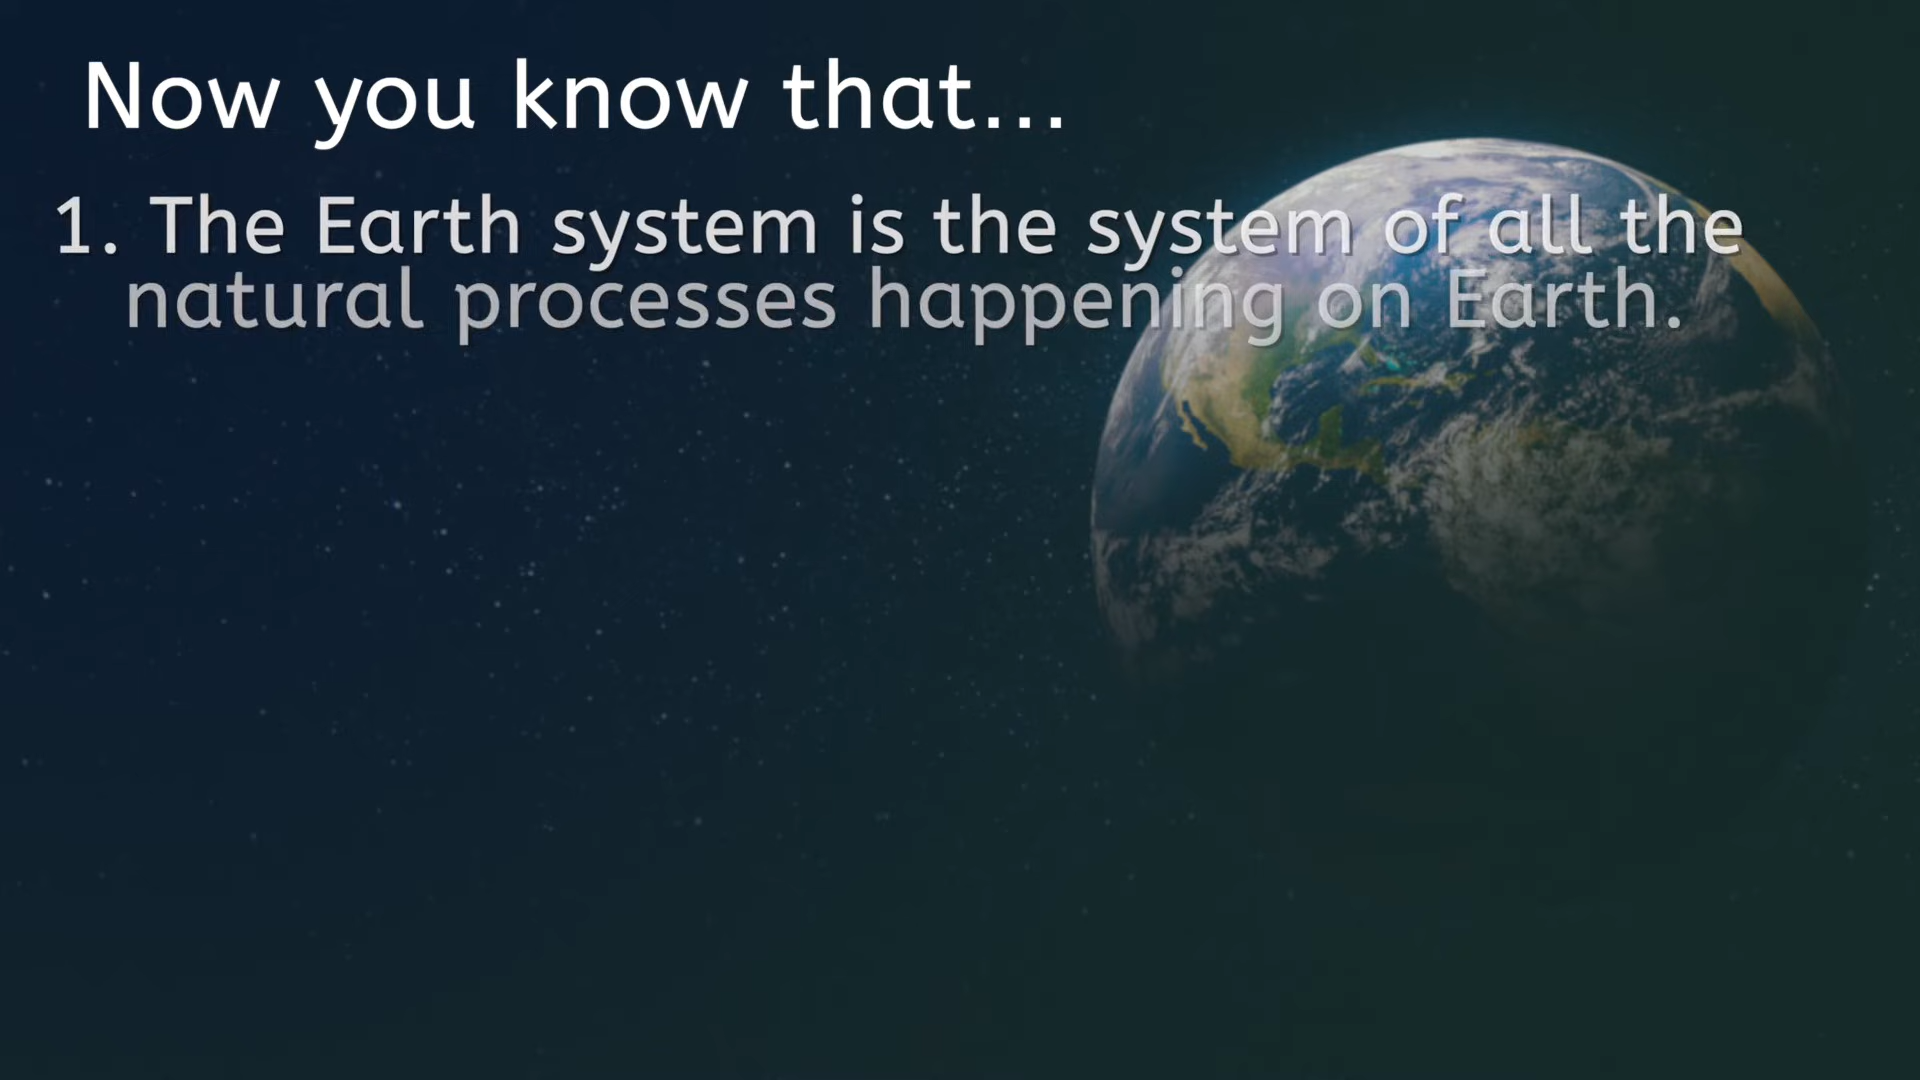 Now you know that...
1. The Earth system is the system of all the
natural processes happening on Earth.